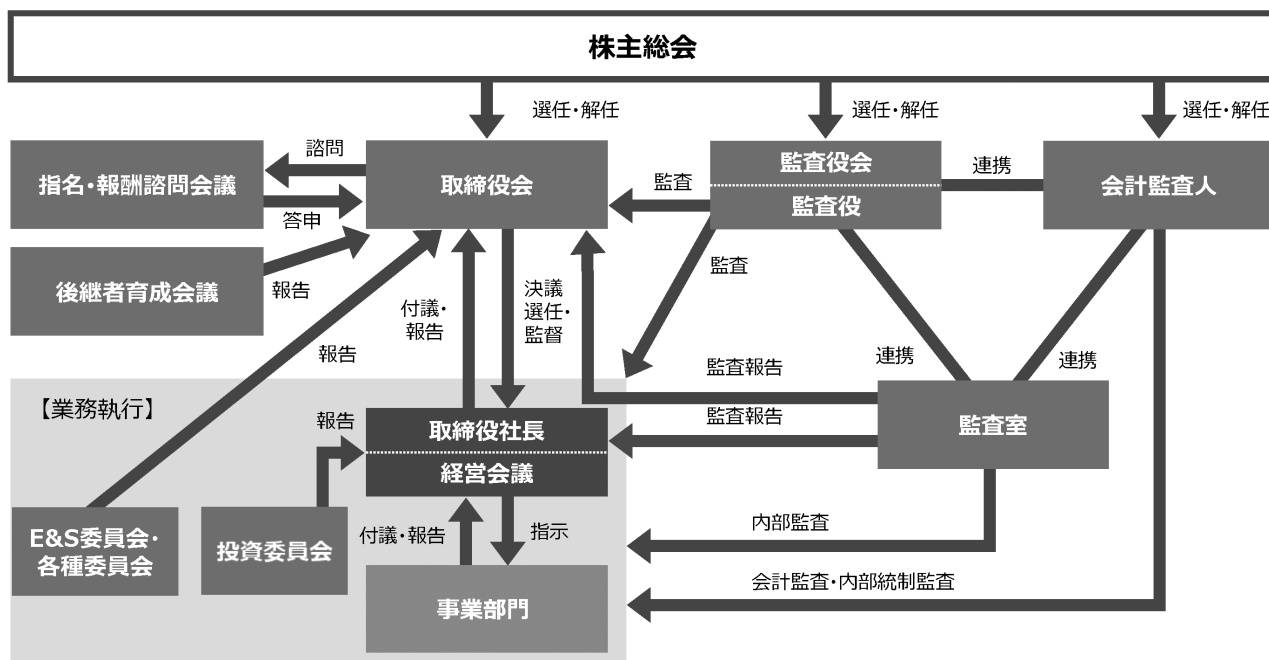 株主総会
選任・解任
選任・解任
選任・解任
指名・報酬諮問会議
諮問
答申
取締役会
監査
監査役会
監査役
連携
会計監査人
後継者育成会議
報告
報告
付議・
報告
決議
選任・
監督
監査
連携
連携
監査報告
監査報告
監査室
【業務執行】
報告
取締役社長
経営会議
E&S委員会・
各種委員会
投資委員会
付議・報告
指示
内部監査
会計監査・内部統制監査
事業部門